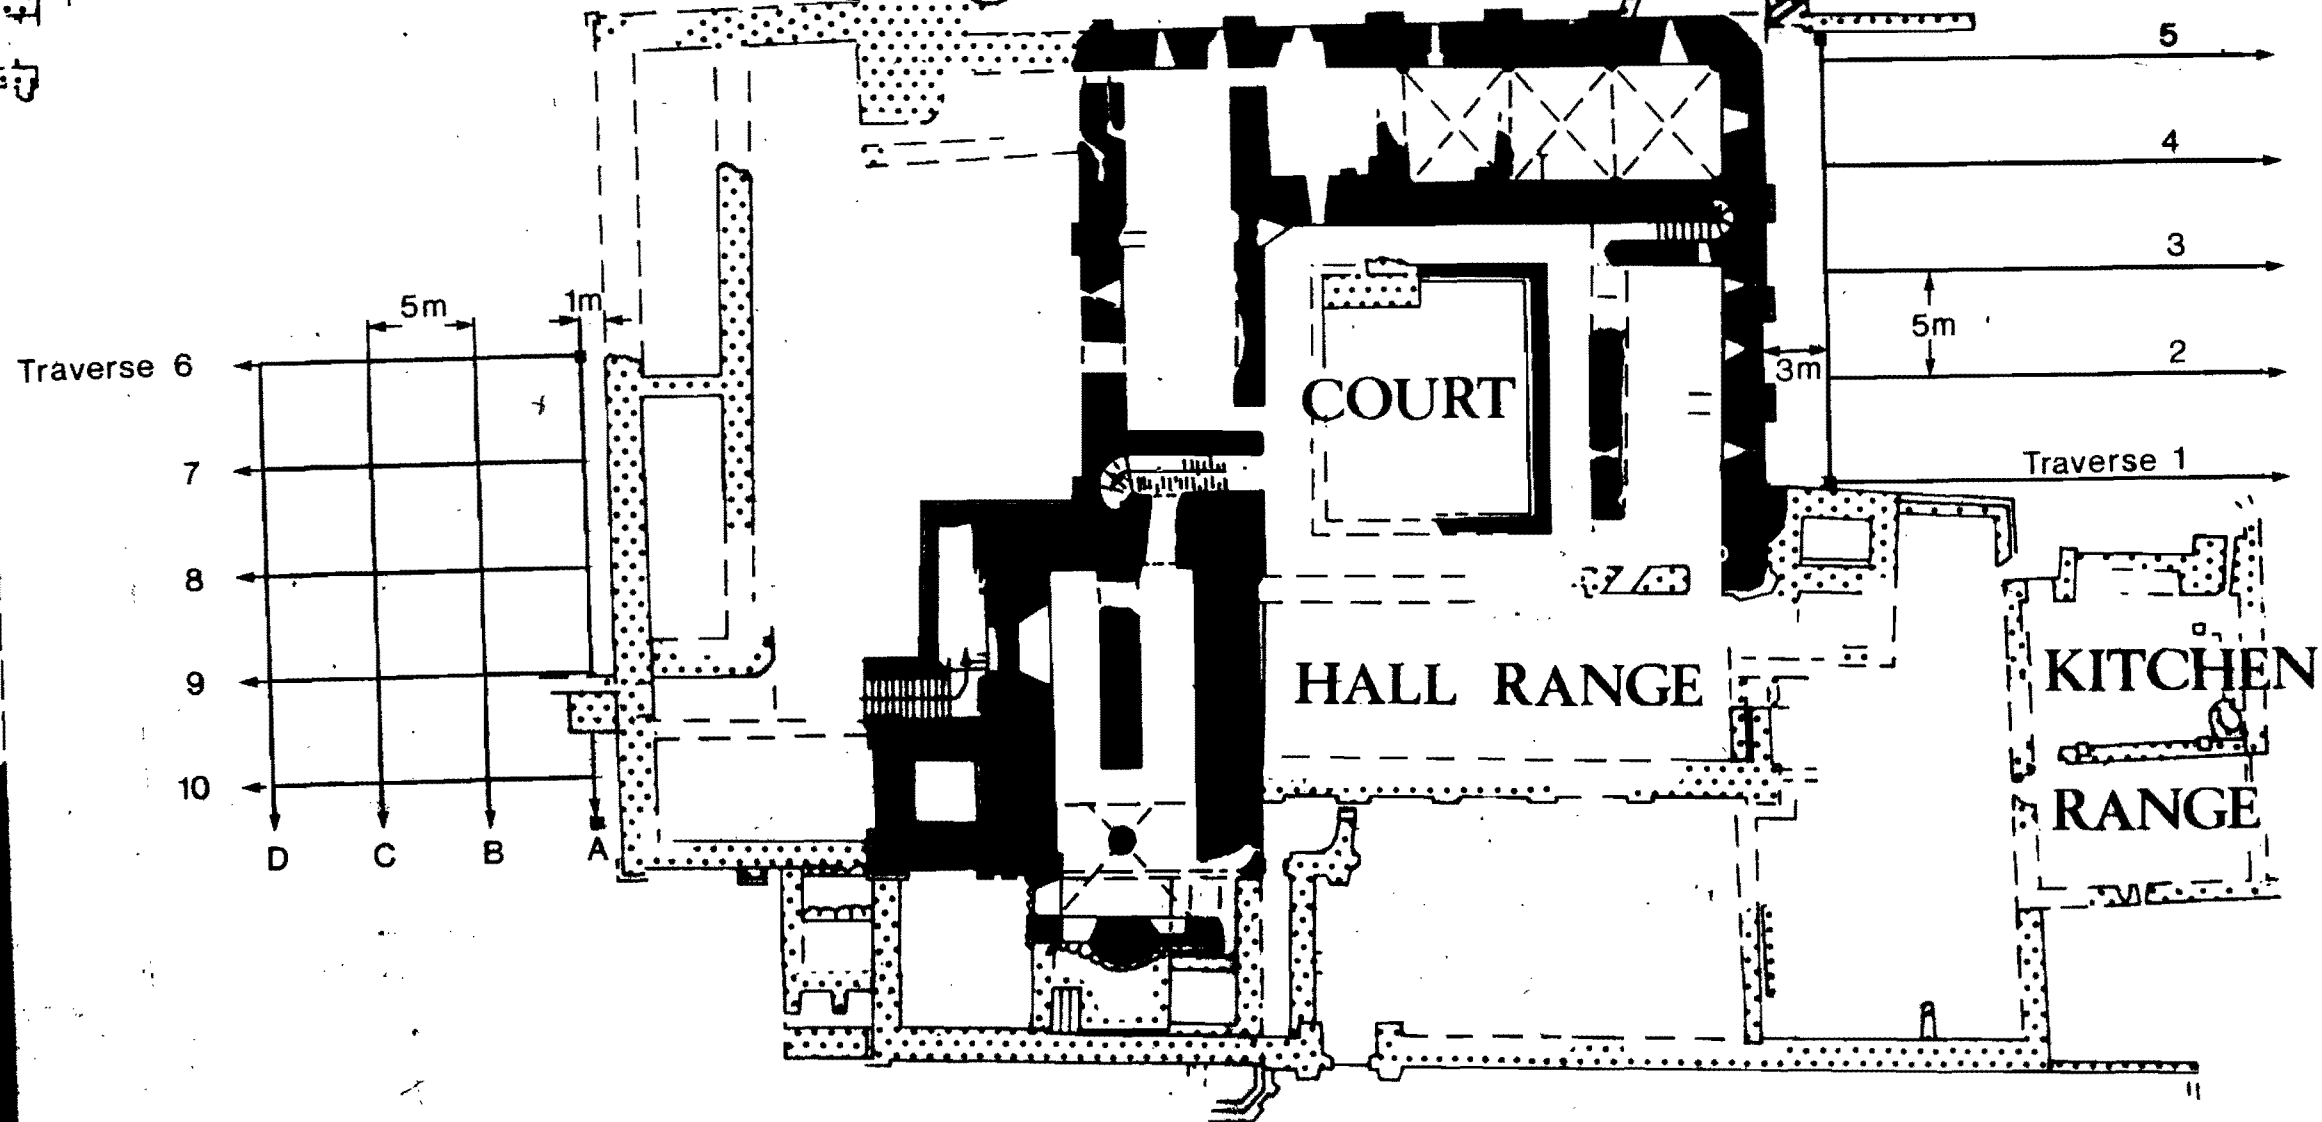 5
4
3
5m
1m
5m
Traverse 6
2
3m
COURT
7
Traverse 1
8
9
HALL RANGE
KITCHEN
RANGE
10
D
C
B
A